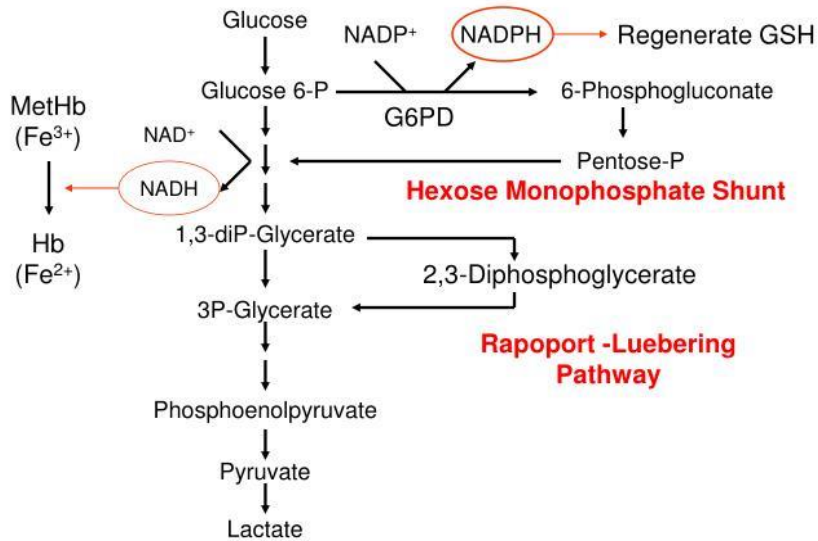 Glucose
NADP⁺
NADPH
Regenerate GSH
Glucose 6-P
6-Phosphogluconate
G6PD
MetHb
(Fe³⁺)
NAD⁺
NADH
Pentose-P
Hexose Monophosphate Shunt
Hb
(Fe²⁺)
1,3-diP-Glycerate
2,3-Diphosphoglycerate
3P-Glycerate
Rapoport -Luebering
Pathway
Phosphoenolpyruvate
Pyruvate
Lactate